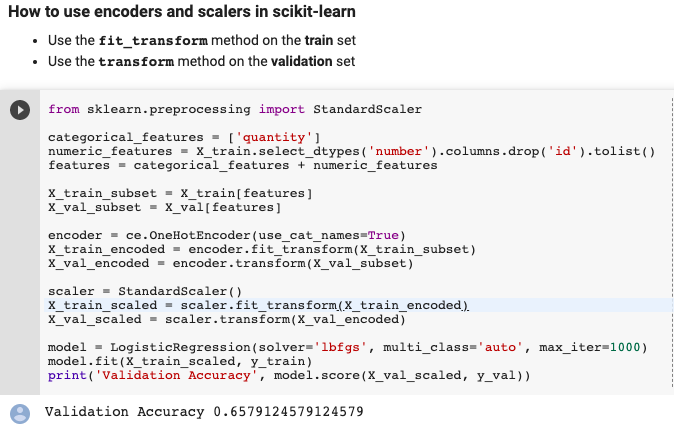 How to use encoders and scalers in scikit-learn
• Use the fit_transform method on the train set
• Use the transform method on the validation set
from sklearn.preprocessing import StandardScaler
categorical_features = ['quantity']
numeric_features = X_train.select_dtypes('number').columns.drop('id').tolist()
features = categorical_features + numeric_features
X_train_subset = X_train[features]
X_val_subset = X_val[features]
encoder = ce.OneHotEncoder(use_cat_names=True)
X_train_encoded = encoder.fit_transform(X_train_subset)
X_val_encoded = encoder.transform(X_val_subset)
scaler = StandardScaler()
X_train_scaled = scaler.fit_transform(X_train_encoded)
X_val_scaled = scaler.transform(X_val_encoded)
model = LogisticRegression(solver='lbfgs', multi_class='auto', max_iter=1000)
model.fit(X_train_scaled, y_train)
print('Validation Accuracy', model.score(X_val_scaled, y_val))
Validation Accuracy 0.6579124579124579